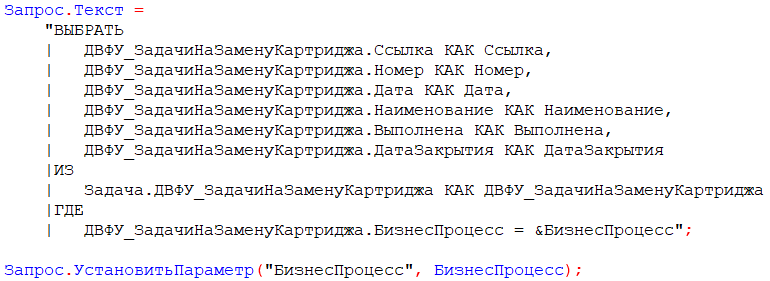 Запрос.Текст =
"ВЫБРАТЬ
| ДВФУ_ЗадачиНаЗаменуКартриджа.Ссылка КАК Ссылка,
| ДВФУ_ЗадачиНаЗаменуКартриджа.Номер КАК Номер,
| ДВФУ_ЗадачиНаЗаменуКартриджа.Дата КАК Дата,
| ДВФУ_ЗадачиНаЗаменуКартриджа.Наименование КАК Наименование,
| ДВФУ_ЗадачиНаЗаменуКартриджа.Выполнена КАК Выполнена,
| ДВФУ_ЗадачиНаЗаменуКартриджа.ДатаЗакрытия КАК ДатаЗакрытия
|ИЗ
| Задача.ДВФУ_ЗадачиНаЗаменуКартриджа КАК ДВФУ_ЗадачиНаЗаменуКартриджа
|ГДЕ
| ДВФУ_ЗадачиНаЗаменуКартриджа.БизнесПроцесс = &БизнесПроцесс";
Запрос.УстановитьПараметр("БизнесПроцесс", БизнесПроцесс);